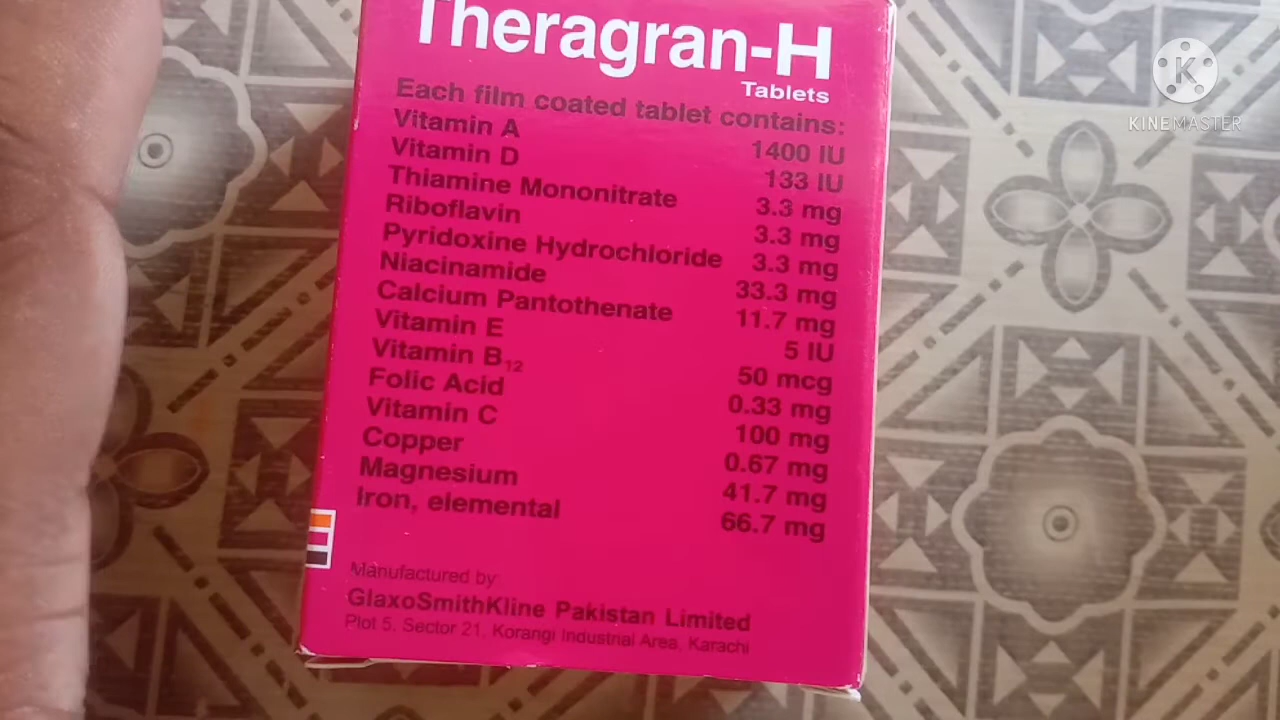 Theragran-H
Tablets
Each film coated tablet contains:
Vitamin A 1400 IU
Vitamin D 133 IU
Thiamine Mononitrate 3.3 mg
Riboflavin 3.3 mg
Pyridoxine Hydrochloride 3.3 mg
Niacinamide 33.3 mg
Calcium Pantothenate 11.7 mg
Vitamin E 5 IU
Vitamin B12 50 mcg
Folic Acid 0.33 mg
Vitamin C 100 mg
Copper 0.67 mg
Magnesium 41.7 mg
Iron, elemental 66.7 mg
Manufactured by:
GlaxoSmithKline Pakistan Limited
Plot 5, Sector 21, Korangi Industrial Area, Karachi
K
KINEMASTER